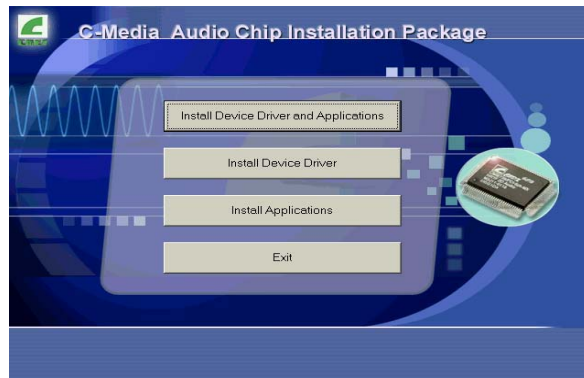 C-Media Audio Chip Installation Package
Install Device Driver and Applications
Install Device Driver
Install Applications
Exit